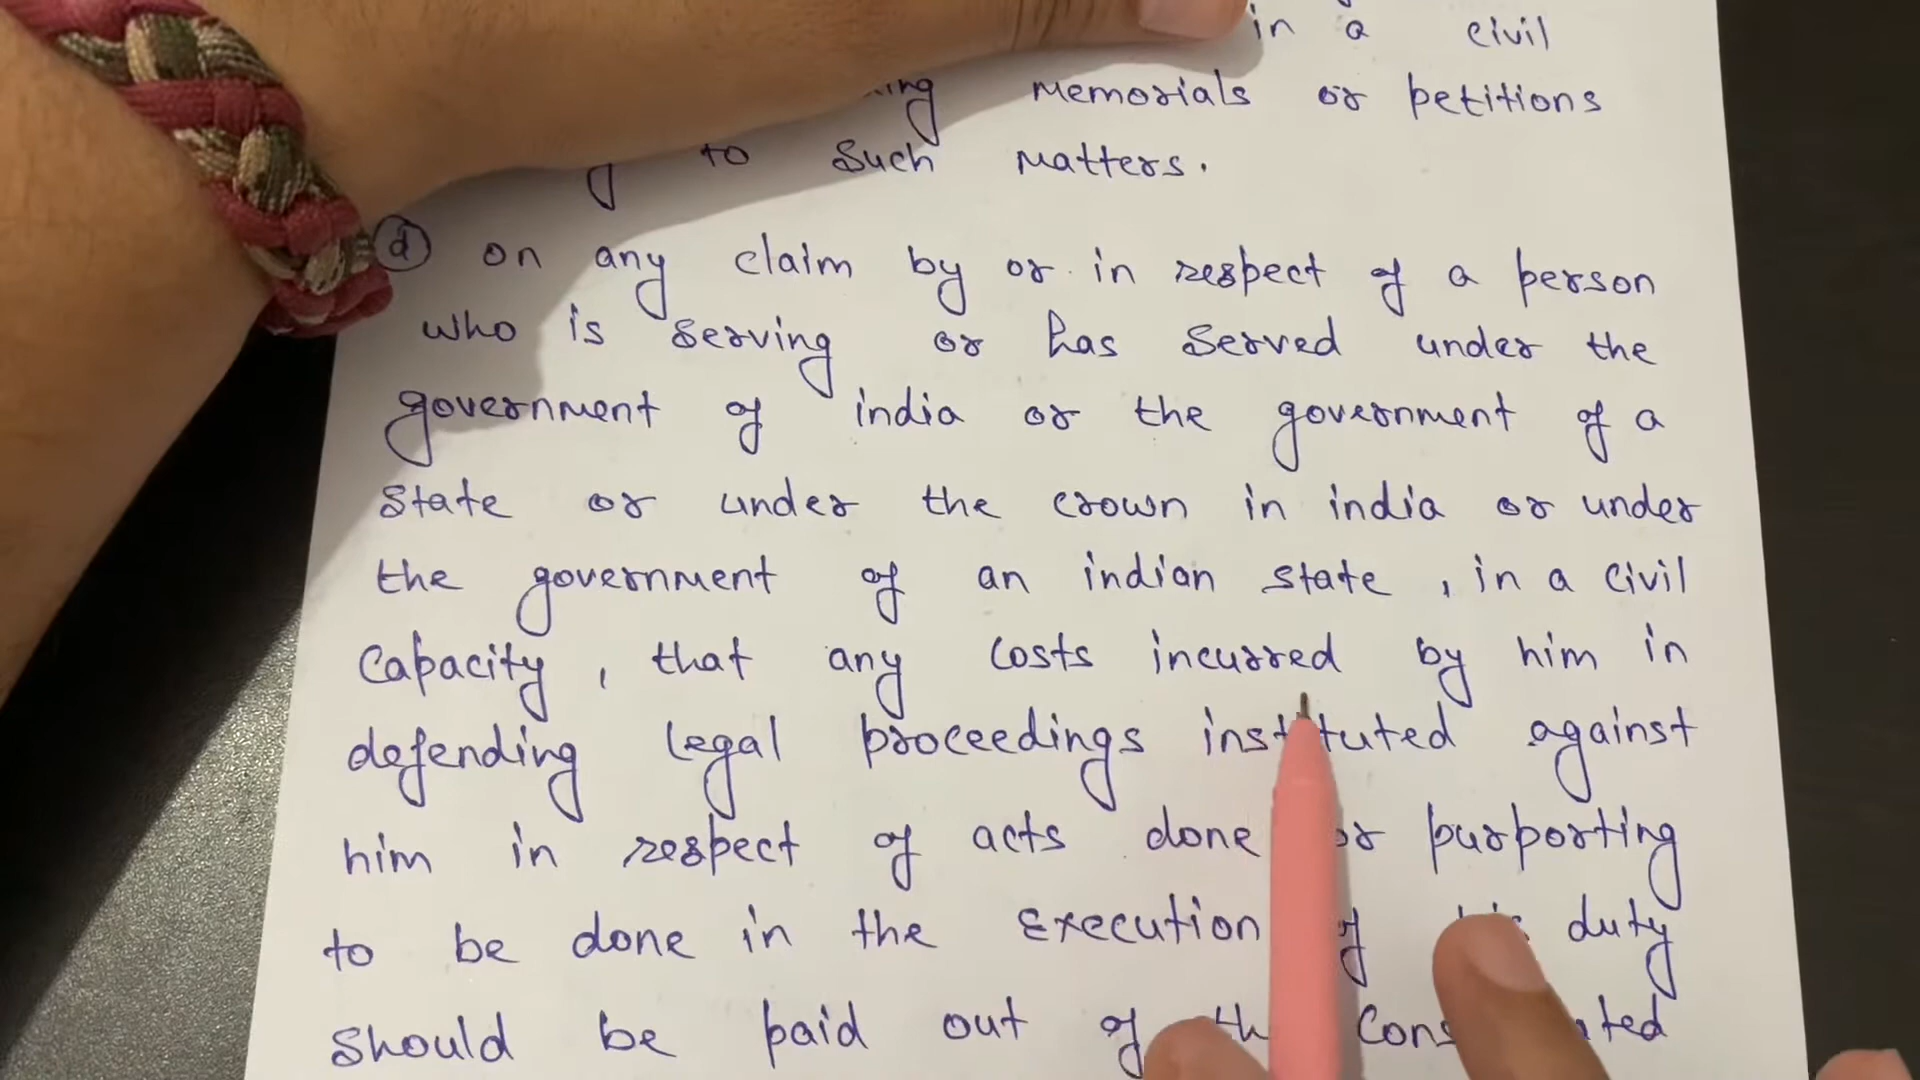 in a civil
memorials or petitions
to Such matters.
(d) on any claim by or in respect of a person
who is serving or has served under the
government of india or the government of a
State or under the crown in india or under
the government of an indian state, in a civil
Capacity, that any costs incurred by him in
defending legal proceedings instituted against
him in respect of acts done or purporting
to be done in the Execution of duty
should be paid out of